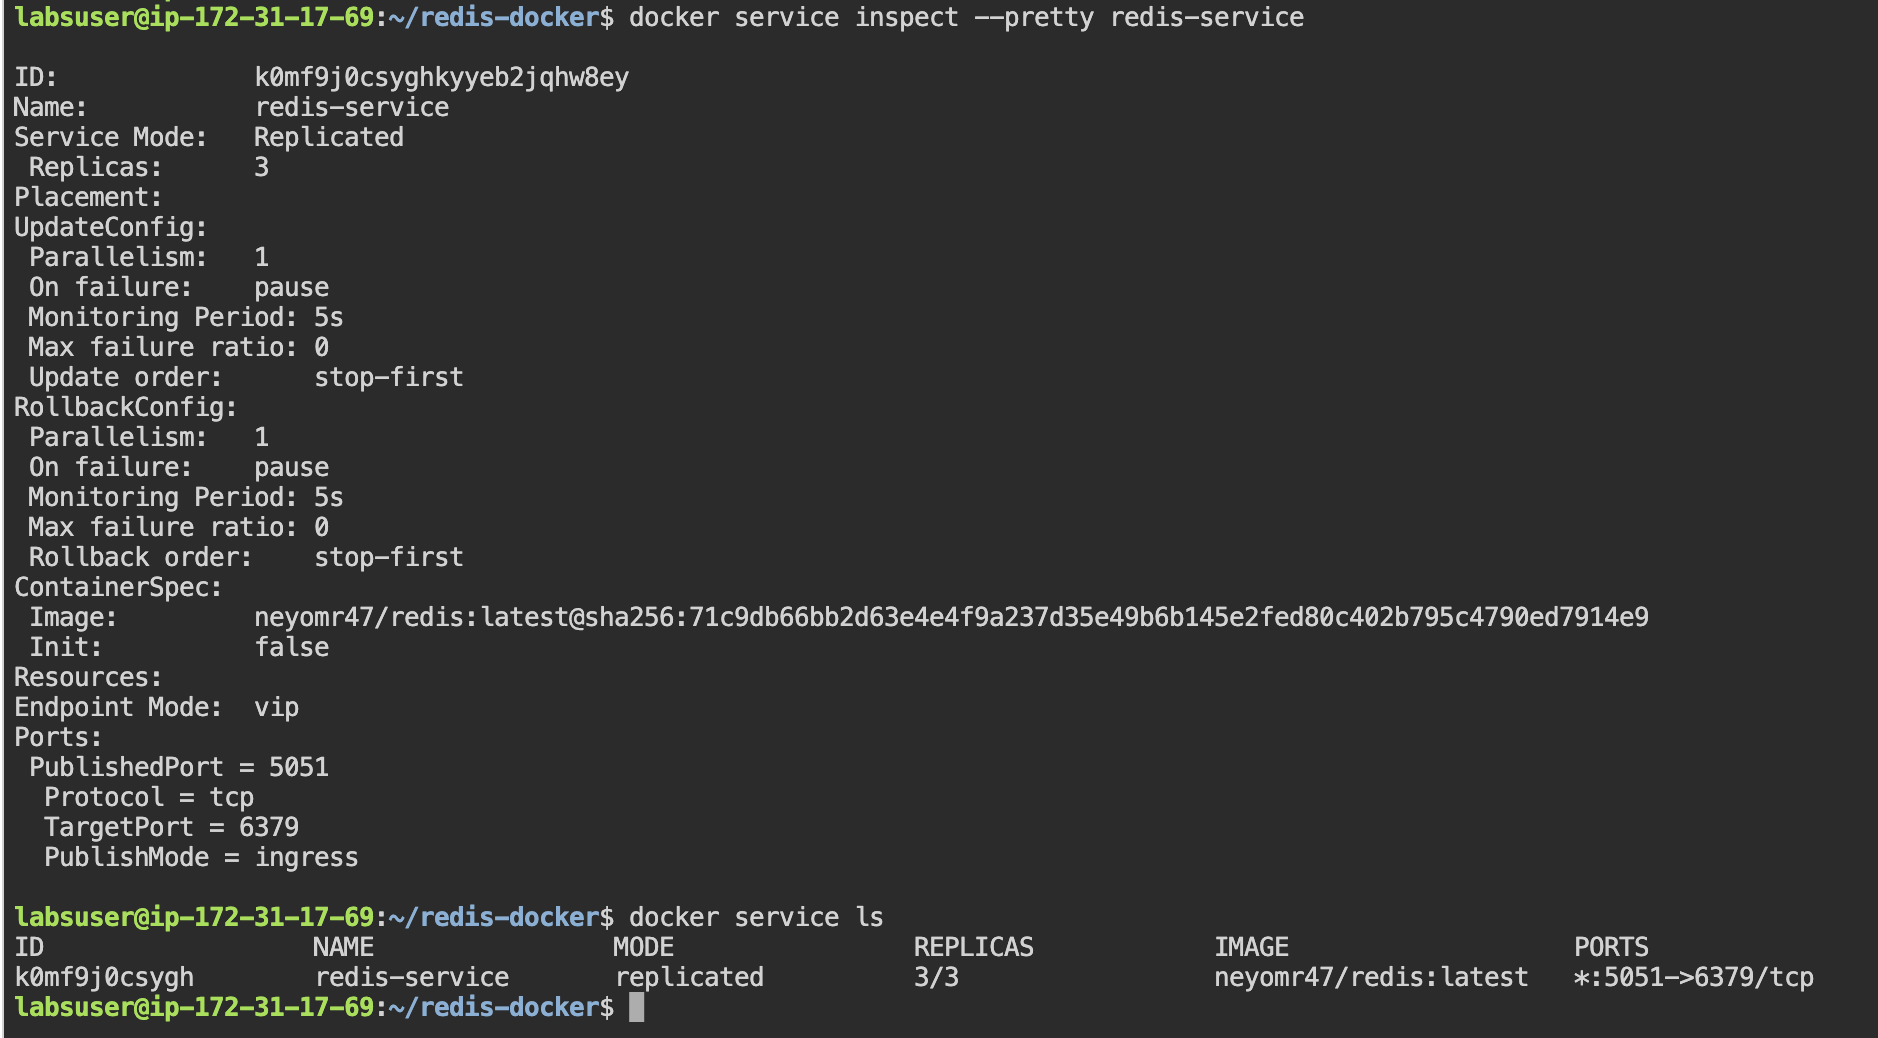 labsuser@ip-172-31-17-69:~/redis-docker$ docker service inspect --pretty redis-service
ID: k0mf9j0csyghkyyeb2jqhw8ey
Name: redis-service
Service Mode: Replicated
Replicas: 3
Placement:
UpdateConfig:
Parallelism: 1
On failure: pause
Monitoring Period: 5s
Max failure ratio: 0
Update order: stop-first
RollbackConfig:
Parallelism: 1
On failure: pause
Monitoring Period: 5s
Max failure ratio: 0
Rollback order: stop-first
ContainerSpec:
Image: neyomr47/redis:latest@sha256:71c9db66bb2d63e4e4f9a237d35e49b6b145e2fed80c402b795c4790ed7914e9
Init: false
Resources:
Endpoint Mode: vip
Ports:
PublishedPort = 5051
Protocol = tcp
TargetPort = 6379
PublishMode = ingress
labsuser@ip-172-31-17-69:~/redis-docker$ docker service ls
ID NAME MODE REPLICAS IMAGE PORTS
k0mf9j0csygh redis-service replicated 3/3 neyomr47/redis:latest *:5051->6379/tcp
labsuser@ip-172-31-17-69:~/redis-docker$